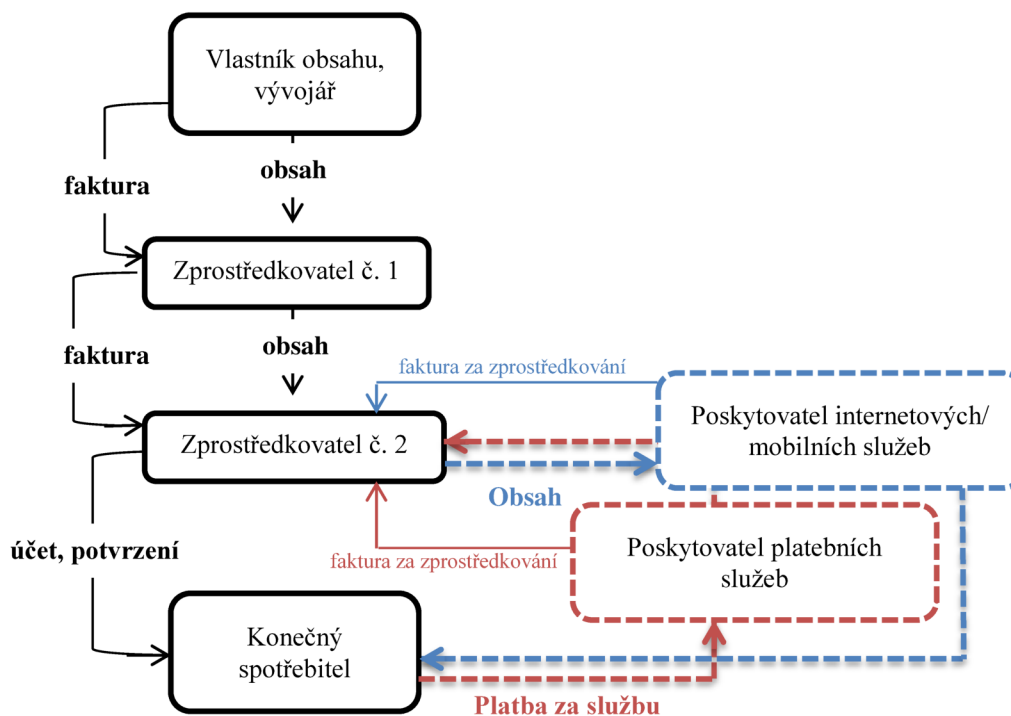 Vlastník obsahu,
vývojář
faktura
obsah
Zprostředkovatel č. 1
faktura
obsah
faktura za zprostředkování
Poskytovatel internetových/
mobilních služeb
Zprostředkovatel č. 2
Obsah
účet, potvrzení
faktura za zprostředkování
Poskytovatel platebních
služeb
Konečný
spotřebitel
Platba za službu